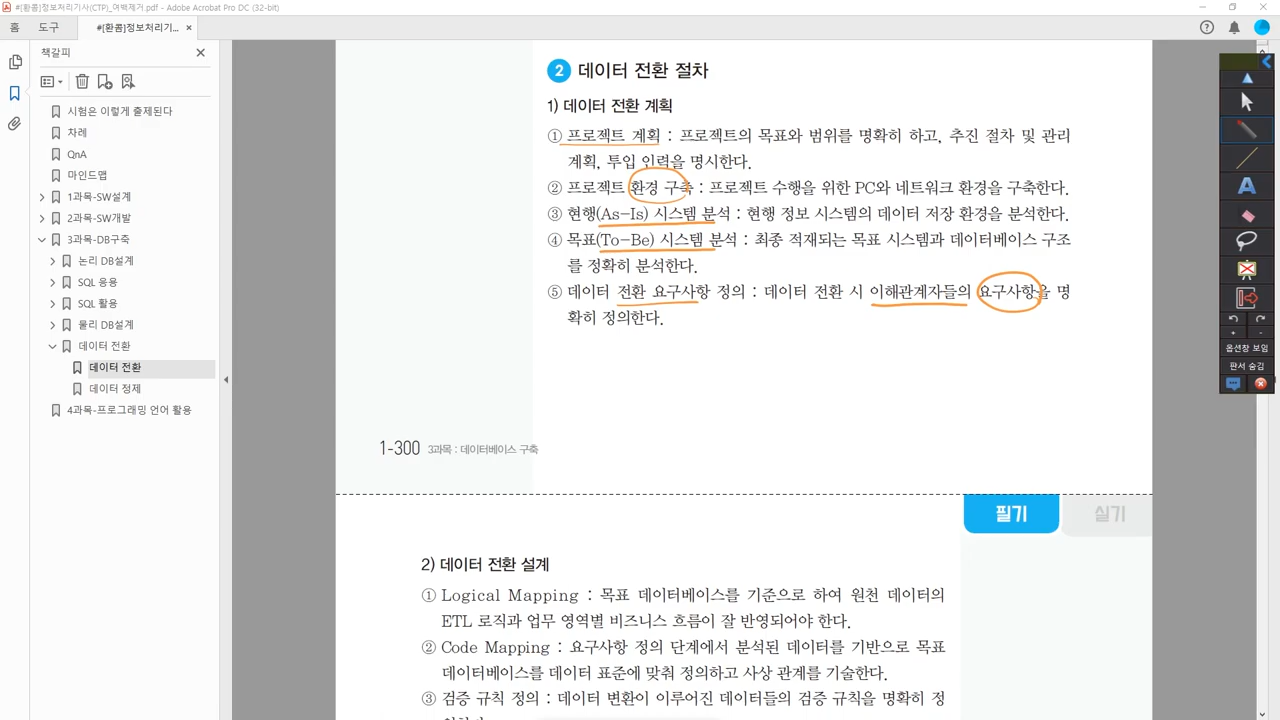 #[환콤]정보처리기사(CTP)_여백제거.pdf - Adobe Acrobat Pro DC (32-bit)
홈 도구 #[환콤]정보처리기... ×
책갈피
시험은 이렇게 출제된다
차례
QnA
마인드맵
1과목-SW설계
2과목-SW개발
3과목-DB구축
논리 DB설계
SQL 응용
SQL 활용
물리 DB설계
데이터 전환
데이터 전환
데이터 정제
4과목-프로그래밍 언어 활용
2 데이터 전환 절차
1) 데이터 전환 계획
① 프로젝트 계획 : 프로젝트의 목표와 범위를 명확히 하고, 추진 절차 및 관리
계획, 투입 인력을 명시한다.
② 프로젝트 환경 구축 : 프로젝트 수행을 위한 PC와 네트워크 환경을 구축한다.
③ 현행(As-Is) 시스템 분석 : 현행 정보 시스템의 데이터 저장 환경을 분석한다.
④ 목표(To-Be) 시스템 분석 : 최종 적재되는 목표 시스템과 데이터베이스 구조
를 정확히 분석한다.
⑤ 데이터 전환 요구사항 정의 : 데이터 전환 시 이해관계자들의 요구사항을 명
확히 정의한다.
1-300 3과목 : 데이터베이스 구축
필기 실기
2) 데이터 전환 설계
① Logical Mapping : 목표 데이터베이스를 기준으로 하여 원천 데이터의
ETL 로직과 업무 영역별 비즈니스 흐름이 잘 반영되어야 한다.
② Code Mapping : 요구사항 정의 단계에서 분석된 데이터를 기반으로 목표
데이터베이스를 데이터 표준에 맞춰 정의하고 사상 관계를 기술한다.
③ 검증 규칙 정의 : 데이터 변환이 이루어진 데이터들의 검증 규칙을 명확히 정
A
옵션창 보임
판서 숨김